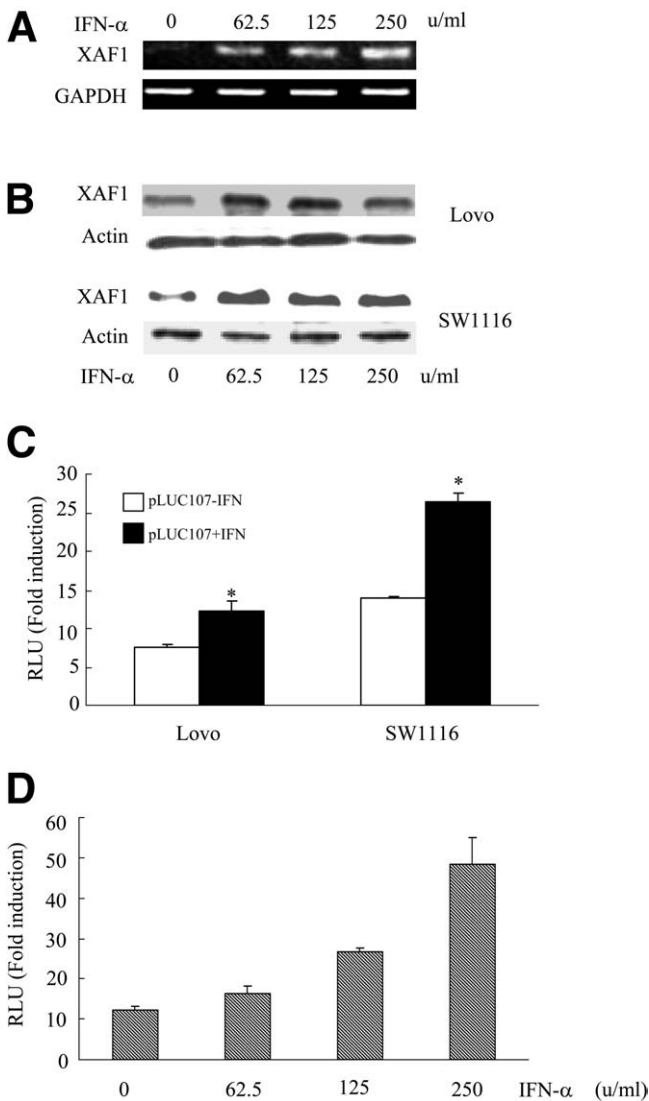 A
IFN-α 0 62.5 125 250 u/ml
XAF1
GAPDH
B
XAF1
Lovo
Actin
XAF1
SW1116
Actin
IFN-α 0 62.5 125 250 u/ml
C
RLU (Fold induction)
30
25
20
15
10
5
0
pLUC107-IFN
pLUC107+IFN
*
*
Lovo SW1116
D
RLU (Fold induction)
60
50
40
30
20
10
0
0 62.5 125 250 IFN-α (u/ml)